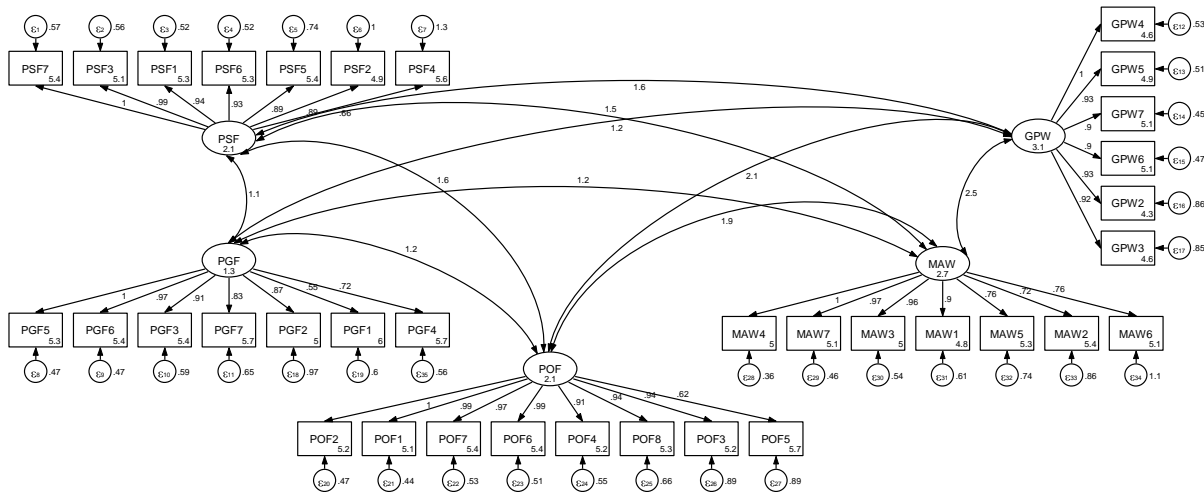 ε1 .57 ε2 .56 ε3 .52 ε4 .52 ε5 .74 ε6 1 ε7 1.3
PSF7 5.4 PSF3 5.1 PSF1 5.3 PSF6 5.3 PSF5 5.4 PSF2 4.9 PSF4 5.6
1 .99 .94 .93 .89 .89 .66
PSF 2.1
GPW4 4.6 ε12 .53
GPW5 4.9 ε13 .51
GPW7 5.1 ε14 .45
GPW6 5.1 ε15 .47
GPW2 4.3 ε16 .86
GPW3 4.6 ε17 .85
1
.93
.9
.9
.93
.92
GPW 3.1
1.6
1.5
1.2
1.1
1.6
2.1
2.5
1.2
1.9
1.2
PGF 1.3
1 .97 .91 .83 .87 .55 .72
PGF5 5.3 PGF6 5.4 PGF3 5.4 PGF7 5.7 PGF2 5 PGF1 6 PGF4 5.7
ε8 .47 ε9 .47 ε10 .59 ε11 .65 ε18 .97 ε19 .6 ε35 .56
MAW 2.7
1 .97 .96 .9 .76 .72 .76
MAW4 5 MAW7 5.1 MAW3 5 MAW1 4.8 MAW5 5.3 MAW2 5.4 MAW6 5.1
ε28 .36 ε29 .46 ε30 .54 ε31 .61 ε32 .74 ε33 .86 ε34 1.1
POF 2.1
1 .99 .97 .99 .91 .94 .94 .62
POF2 5.2 POF1 5.1 POF7 5.4 POF6 5.4 POF4 5.2 POF8 5.3 POF3 5.2 POF5 5.7
ε20 .47 ε21 .44 ε22 .53 ε23 .51 ε24 .55 ε25 .66 ε26 .89 ε27 .89